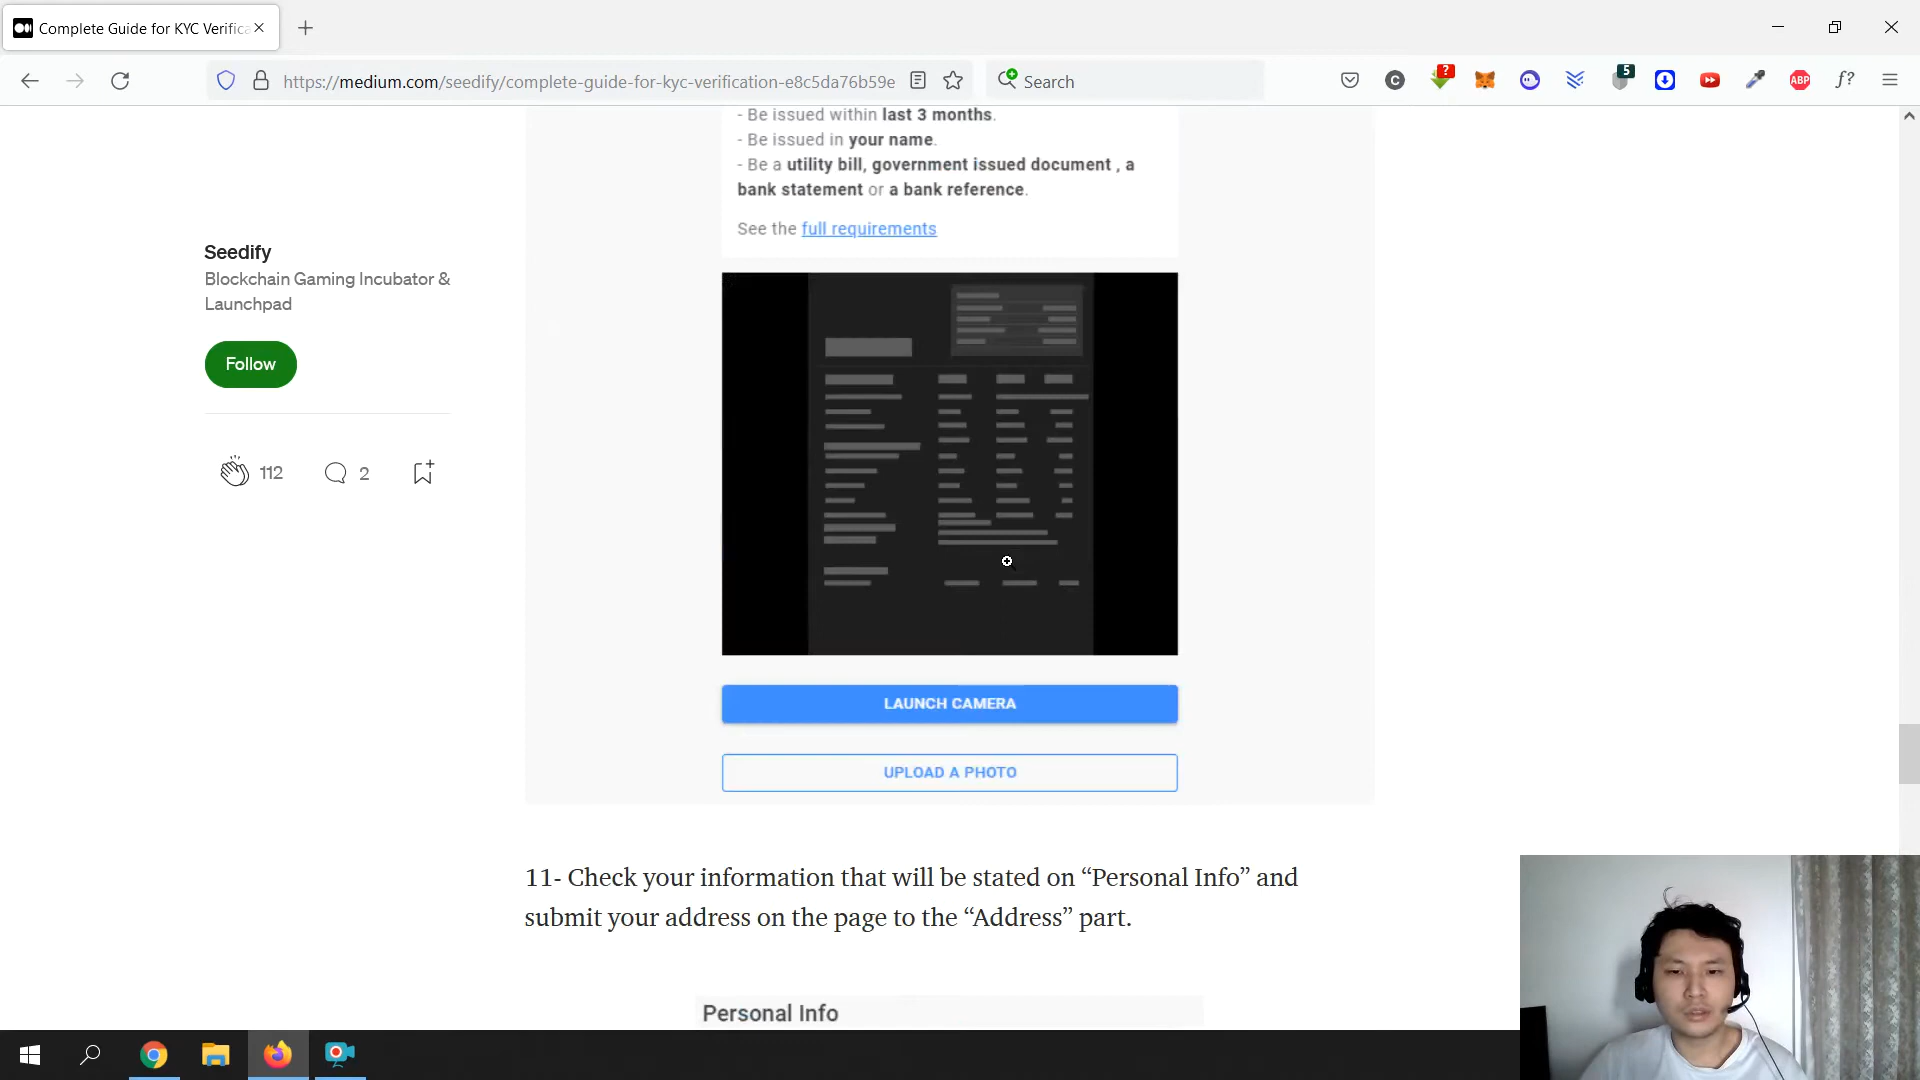 Complete Guide for KYC Verific
https://medium.com/seedify/complete-guide-for-kyc-verification-e8c5da76b59e
Search
?
5
ABP
f?
- Be issued within last 3 months.
- Be issued in your name.
- Be a utility bill, government issued document , a
bank statement or a bank reference.
See the full requirements
Seedify
Blockchain Gaming Incubator &
Launchpad
Follow
112
2
LAUNCH CAMERA
UPLOAD A PHOTO
11- Check your information that will be stated on “Personal Info” and
submit your address on the page to the “Address” part.
Personal Info